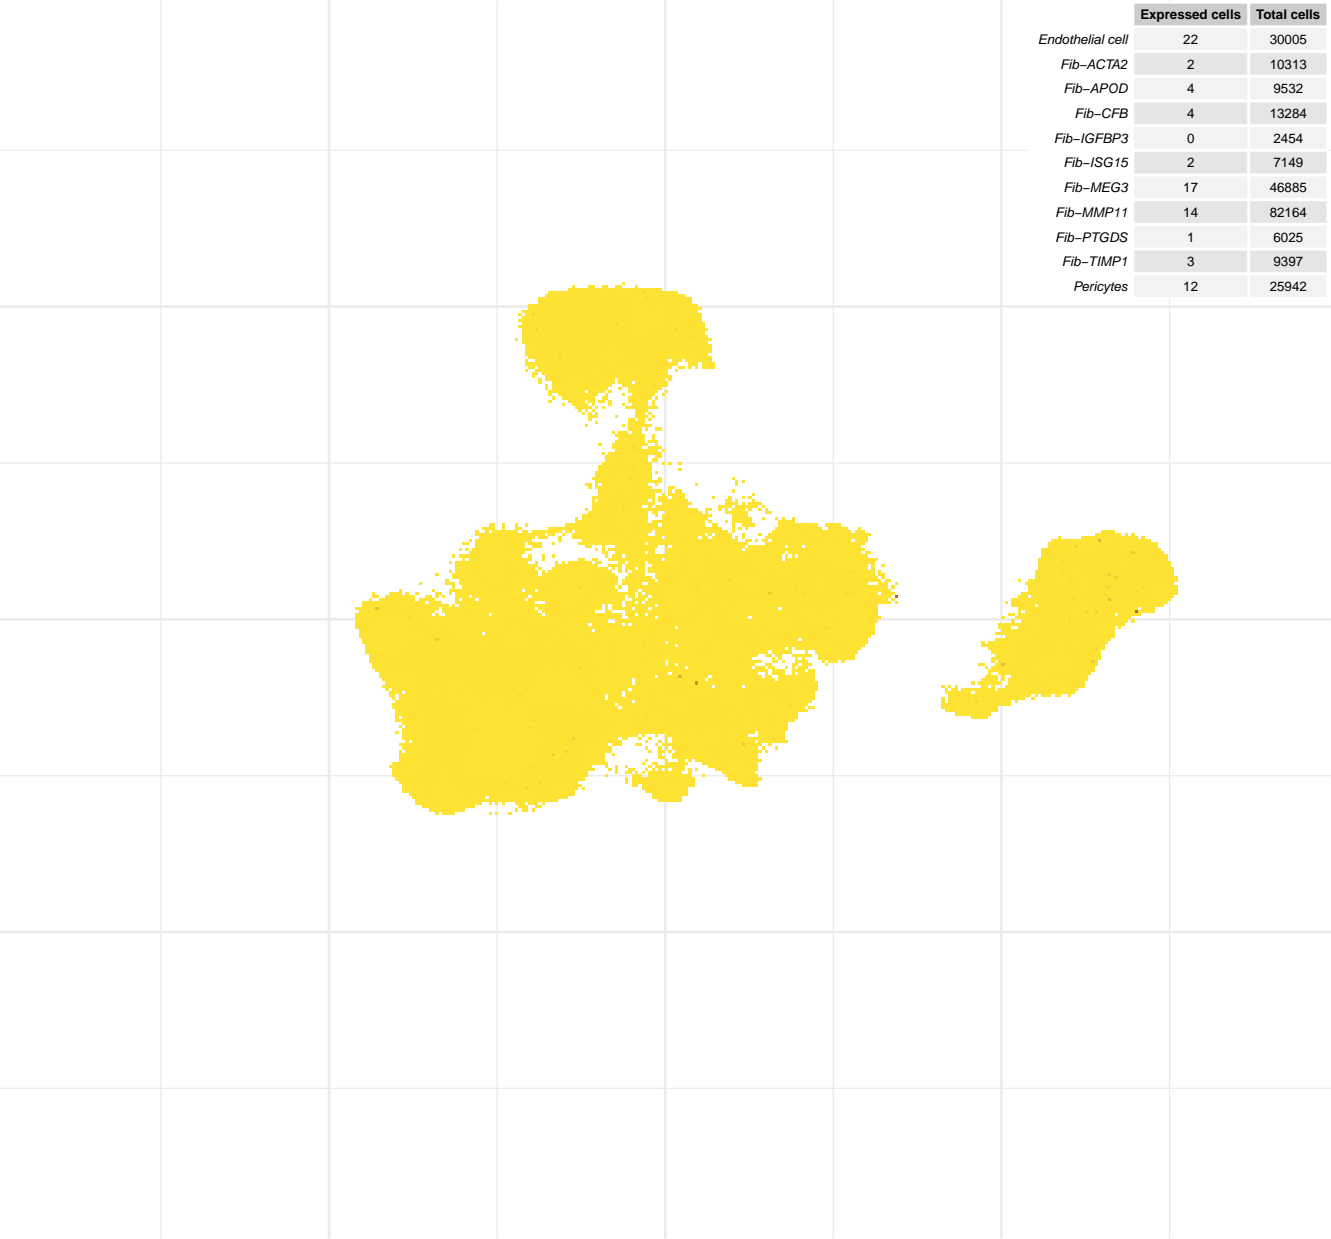 Expressed cells Total cells
Endothelial cell 22 30005
Fib−ACTA2 2 10313
Fib−APOD 4 9532
Fib−CFB 4 13284
Fib−IGFBP3 0 2454
Fib−ISG15 2 7149
Fib−MEG3 17 46885
Fib−MMP11 14 82164
Fib−PTGDS 1 6025
Fib−TIMP1 3 9397
Pericytes 12 25942